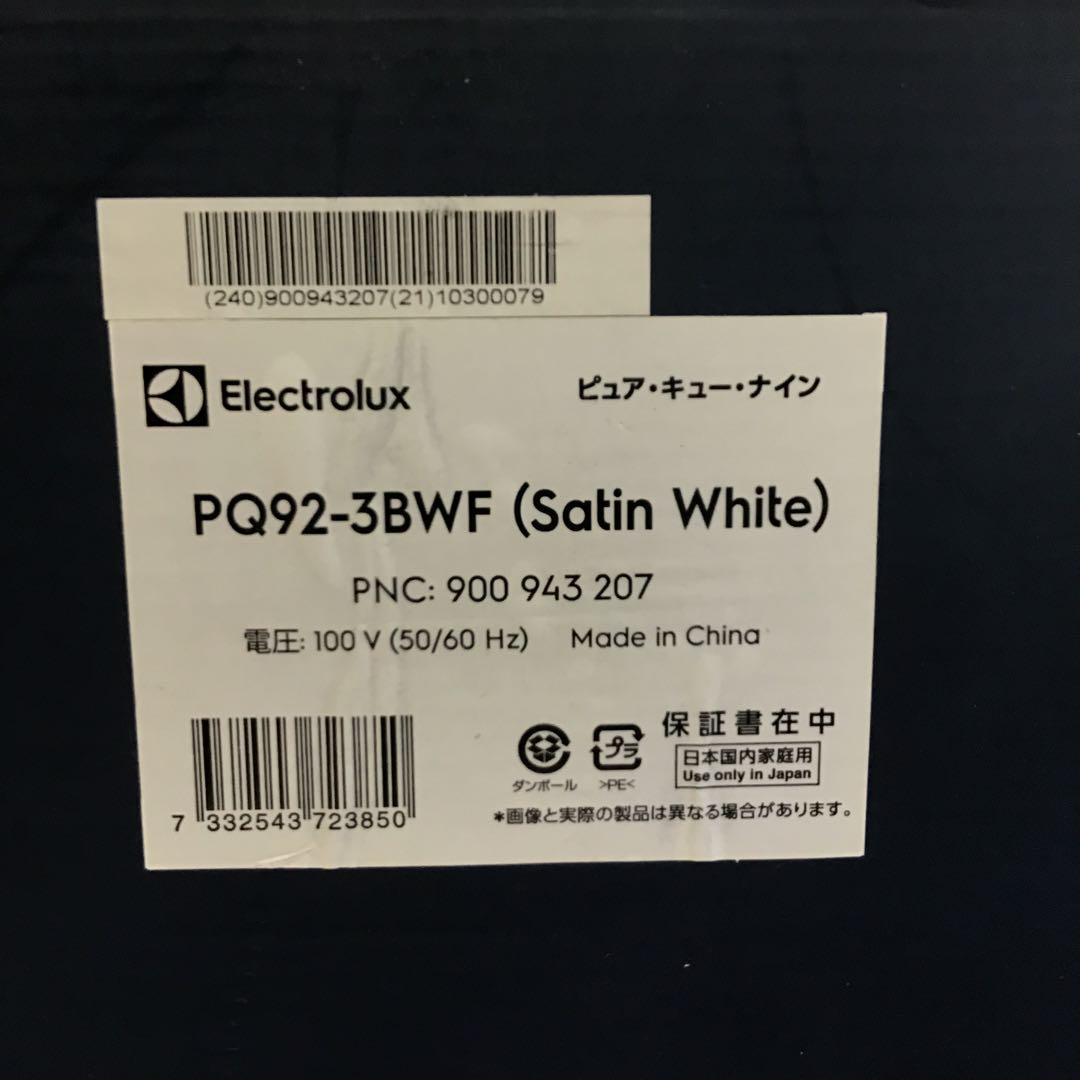 (240)900943207(21)10300079
Electrolux
ピュア・キュー・ナイン
PQ92-3BWF (Satin White)
PNC: 900 943 207
電圧: 100 V (50/60 Hz) Made in China
保証書在中
プラ
日本国内家庭用
Use only in Japan
ダンボール >PE<
*画像と実際の製品は異なる場合があります。
7 332543 723850